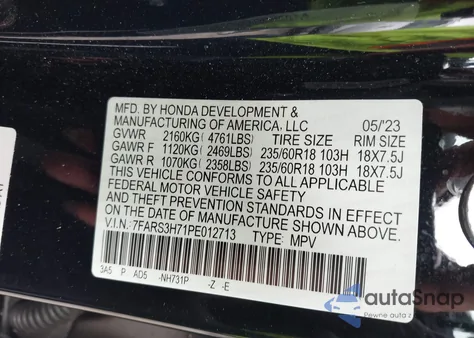 MFD. BY HONDA DEVELOPMENT &
MANUFACTURING OF AMERICA, LLC 05/'23
GVWR 2160KG(4761LBS) TIRE SIZE RIM SIZE
GAWR F 1120KG(2469LBS) 235/60R18 103H 18X7.5J
GAWR R 1070KG(2358LBS) 235/60R18 103H 18X7.5J
THIS VEHICLE CONFORMS TO ALL APPLICABLE
FEDERAL MOTOR VEHICLE SAFETY
AND THEFT PREVENTION STANDARDS IN EFFECT
ON THE DATE OF MANUFACTURE SHOWN ABOVE.
V.I.N.: 7FARS3H71PE012713 TYPE: MPV
3A5 P AD5 -NH731P -Z -E
autoSnap
Pewne auta z